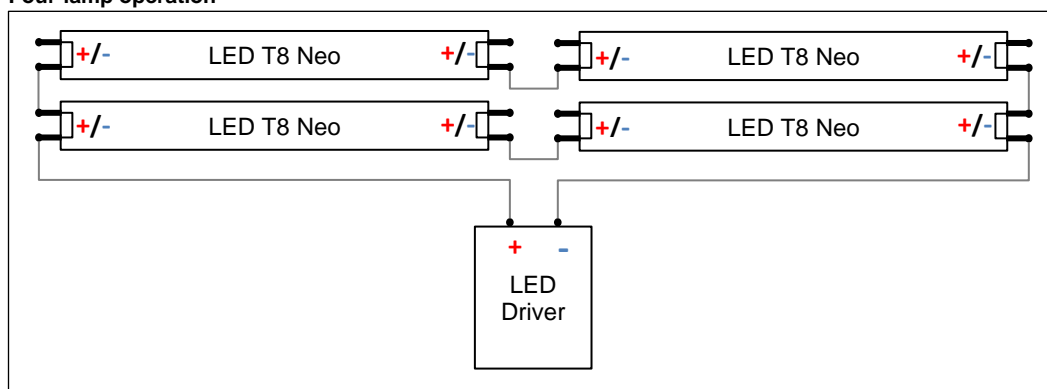 Four-lamp operation
+/- LED T8 Neo +/- +/- LED T8 Neo +/-
+/- LED T8 Neo +/- +/- LED T8 Neo +/-
+ -
LED
Driver